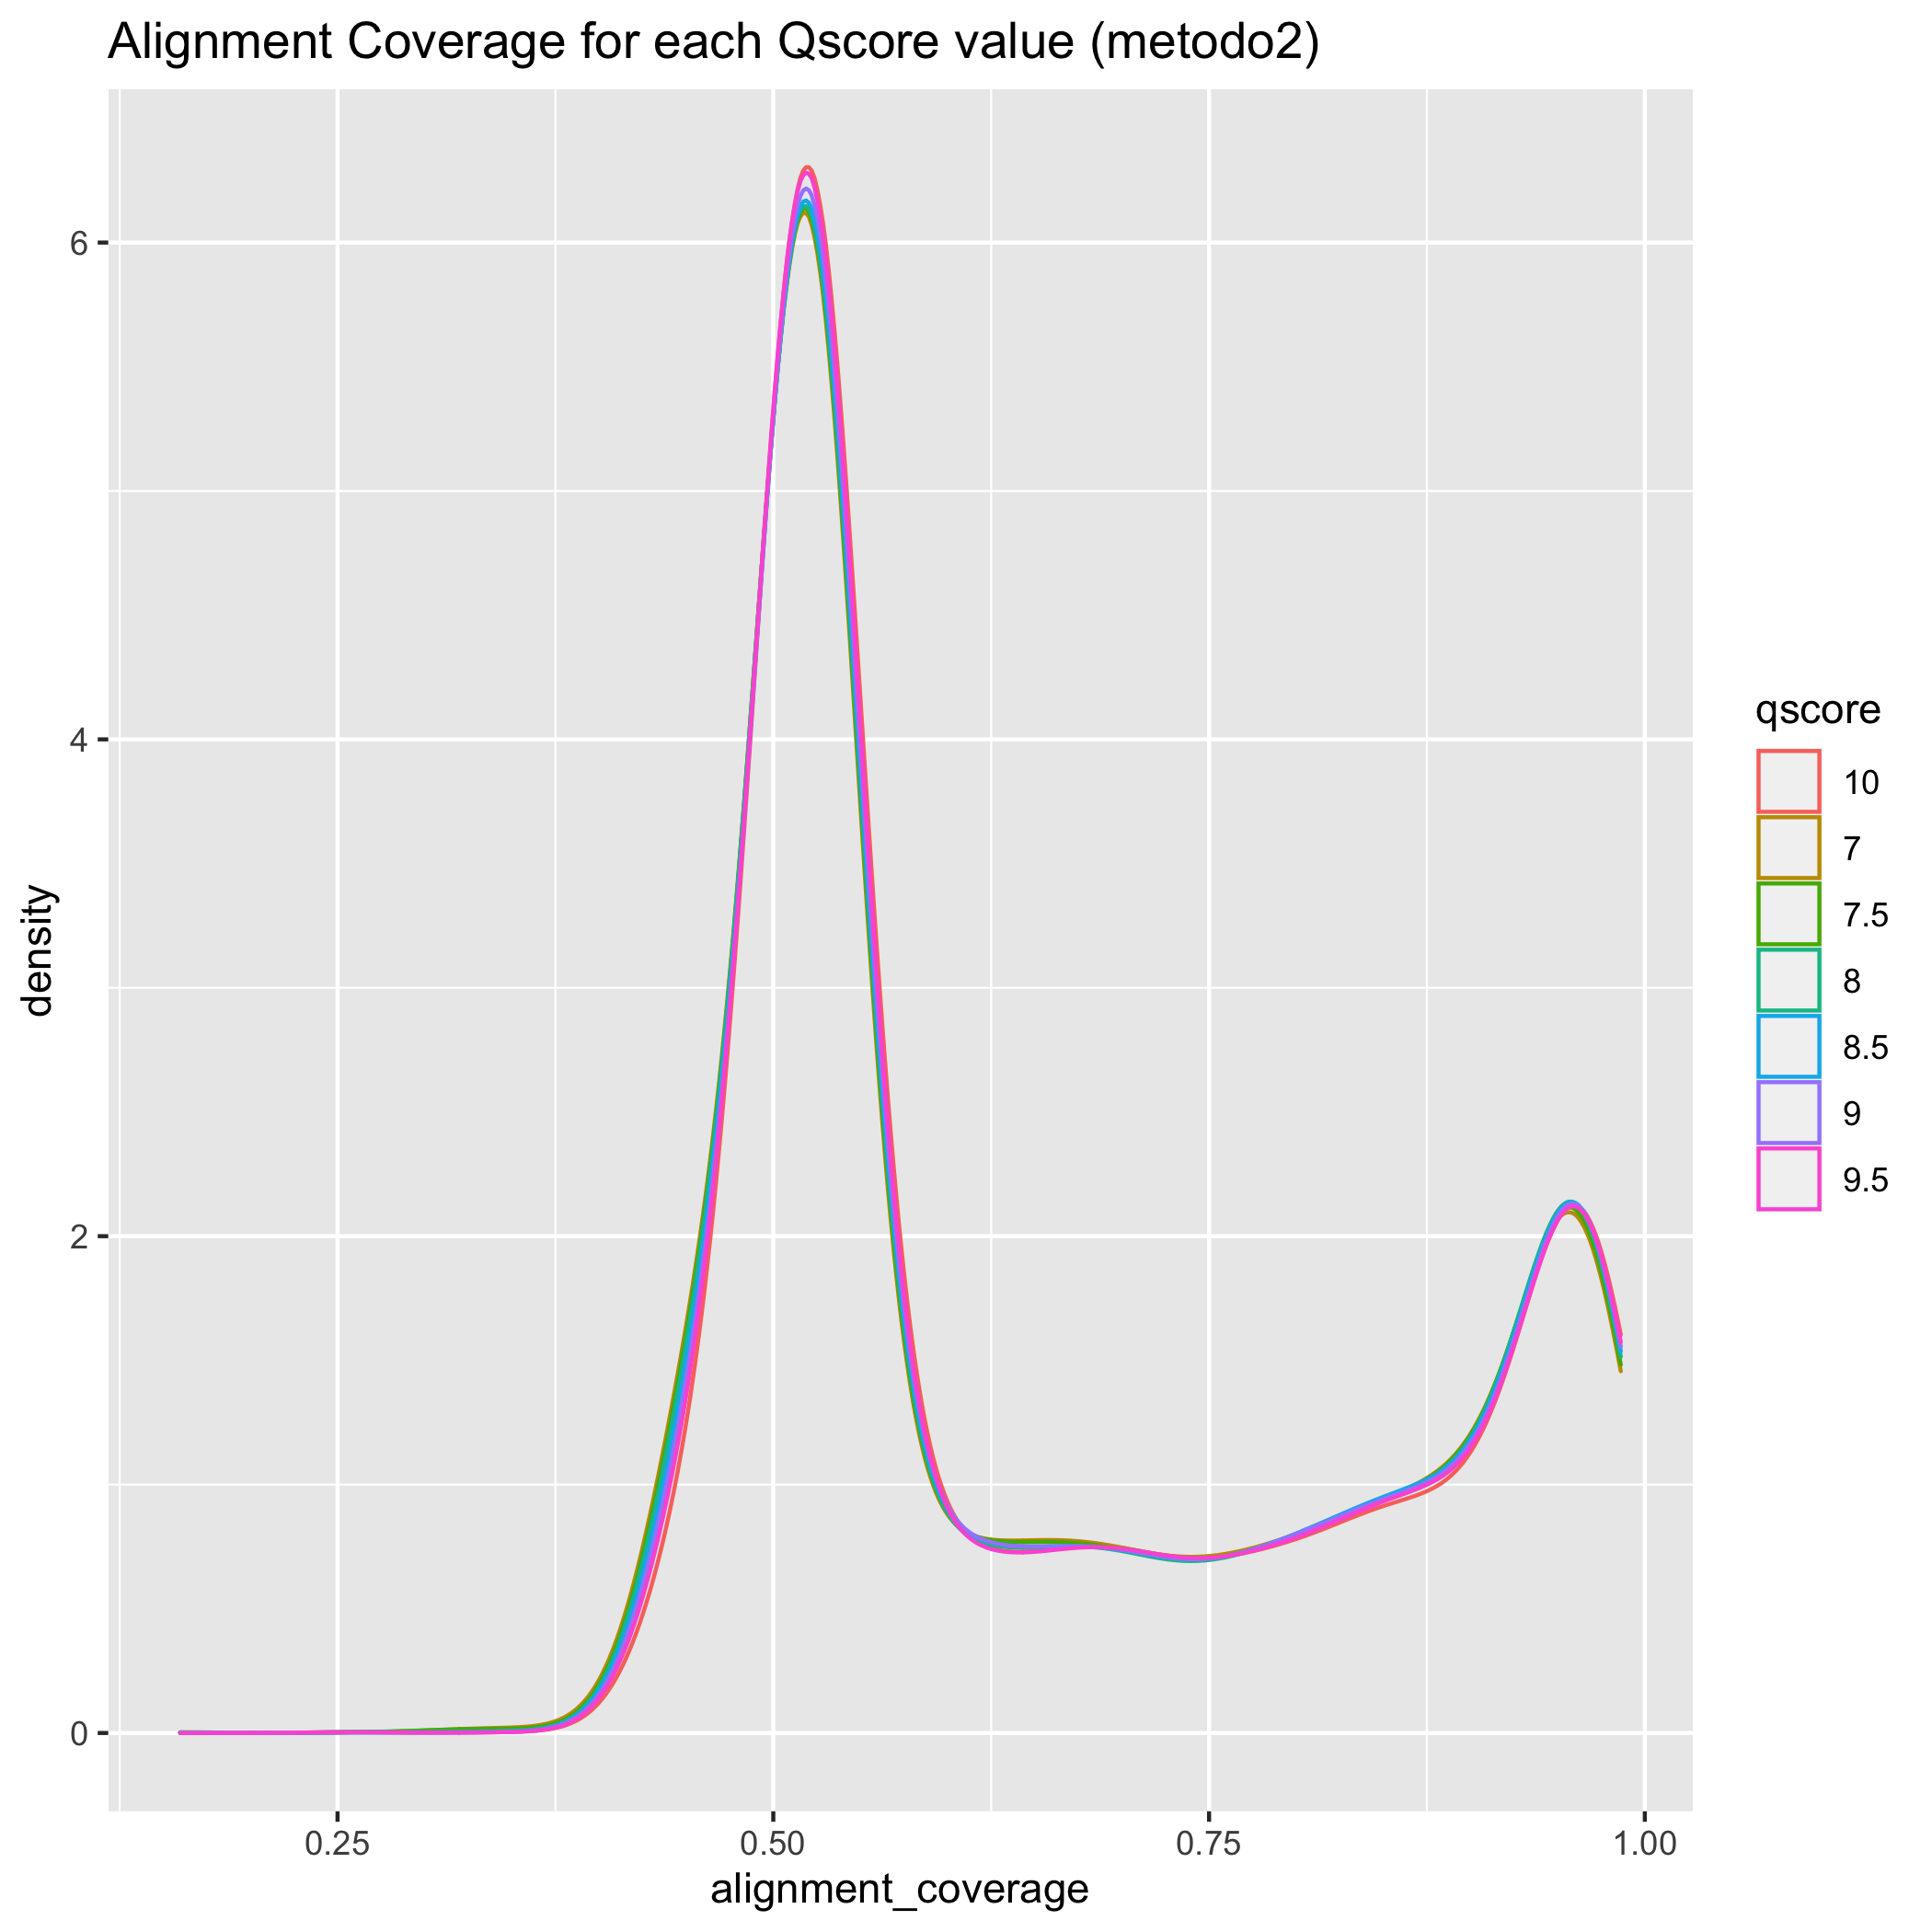 Alignment Coverage for each Qscore value (metodo2)
6
4
2
0
density
0.25 0.50 0.75 1.00
alignment_coverage
qscore
10
7
7.5
8
8.5
9
9.5